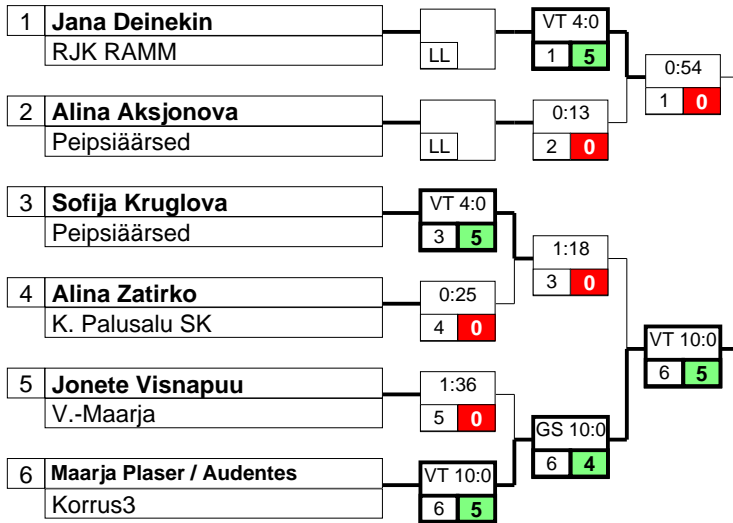 1 Jana Deinekin
RJK RAMM
LL
VT 4:0
1 5
0:54
1 0
2 Alina Aksjonova
Peipsiäärsed
LL
0:13
2 0
3 Sofija Kruglova
Peipsiäärsed
VT 4:0
3 5
1:18
3 0
4 Alina Zatirko
K. Palusalu SK
0:25
4 0
VT 10:0
6 5
5 Jonete Visnapuu
V.-Maarja
1:36
5 0
GS 10:0
6 4
6 Maarja Plaser / Audentes
Korrus3
VT 10:0
6 5